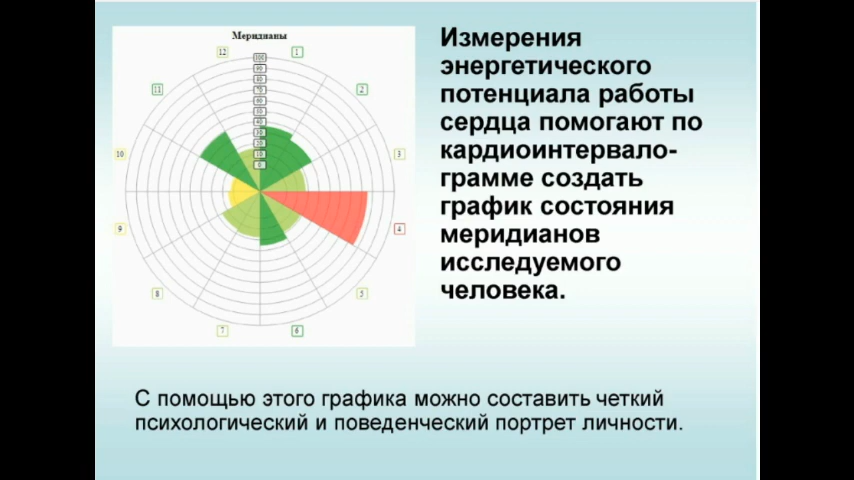 Меридианы
12
1
100
90
80
70
60
50
40
30
20
10
0
11
2
10
3
9
4
8
5
7
6
Измерения
энергетического
потенциала работы
сердца помогают по
кардиоинтервало-
грамме создать
график состояния
меридианов
исследуемого
человека.
С помощью этого графика можно составить четкий
психологический и поведенческий портрет личности.